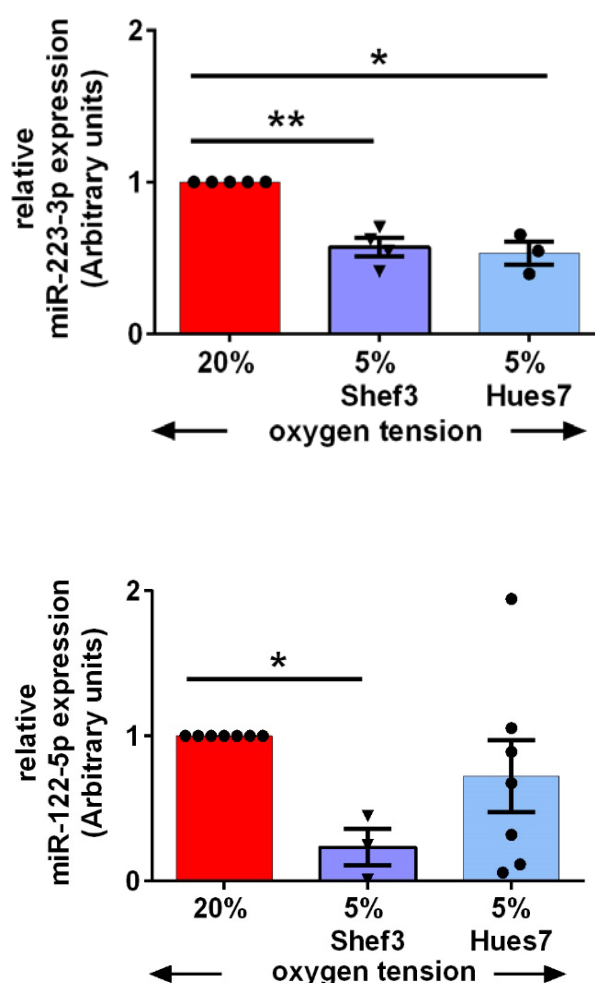 relative
miR-223-3p expression
(Arbitrary units)
2
1
0
*
**
20%
5%
Shef3
5%
Hues7
oxygen tension
relative
miR-122-5p expression
(Arbitrary units)
2
1
0
*
20%
5%
Shef3
5%
Hues7
oxygen tension